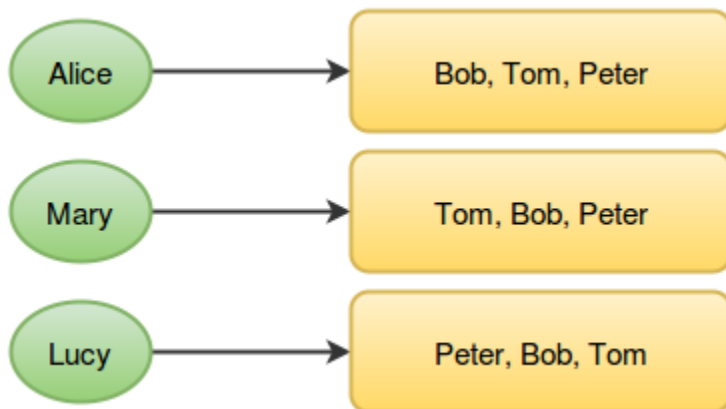 Alice
Bob, Tom, Peter
Mary
Tom, Bob, Peter
Lucy
Peter, Bob, Tom